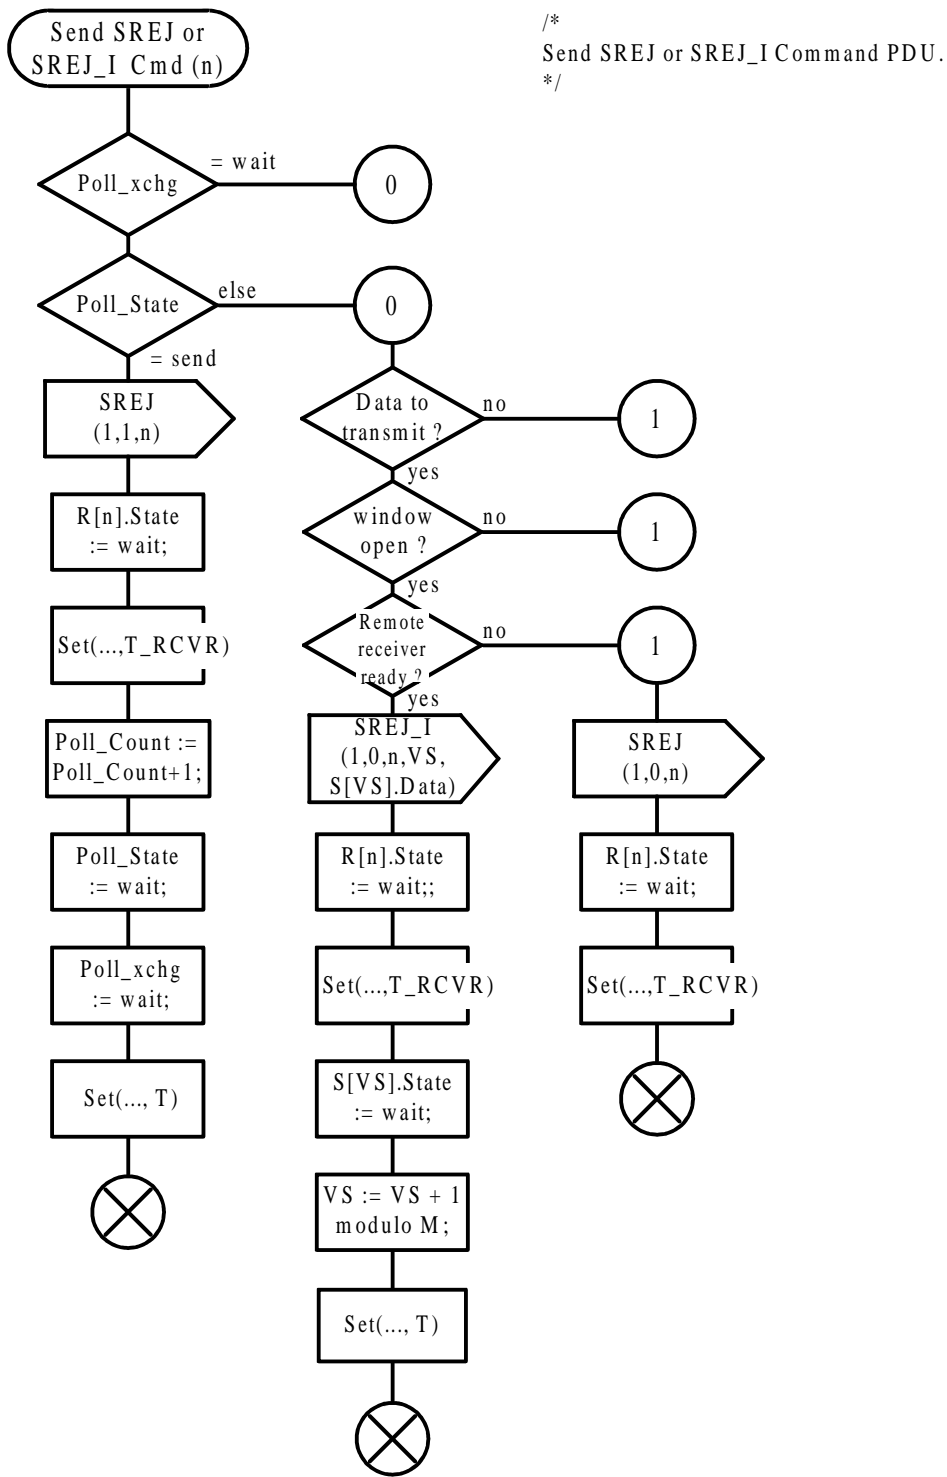 Send SREJ or
SREJ_I Cmd (n)
/*
Send SREJ or SREJ_I Command PDU.
*/
Poll_xchg
= wait
0
Poll_State
else
0
= send
SREJ
(1,1,n)
R[n].State
:= wait;
Set(...,T_RCVR)
Poll_Count :=
Poll_Count+1;
Poll_State
:= wait;
Poll_xchg
:= wait;
Set(..., T)
Data to
transmit ?
no
1
yes
window
open ?
no
1
yes
Remote
receiver
ready ?
no
1
yes
SREJ_I
(1,0,n,VS,
S[VS].Data)
R[n].State
:= wait;;
Set(...,T_RCVR)
S[VS].State
:= wait;
VS := VS + 1
modulo M;
Set(..., T)
SREJ
(1,0,n)
R[n].State
:= wait;
Set(...,T_RCVR)